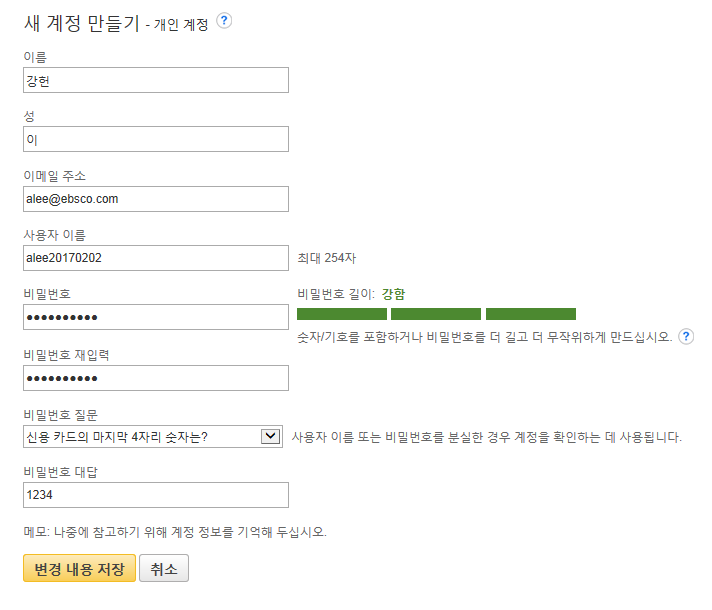 새 계정 만들기 - 개인 계정 ?
이름
강헌
성
이
이메일 주소
alee@ebsco.com
사용자 이름
alee20170202 최대 254자
비밀번호 비밀번호 길이: 강함
●●●●●●●●●●
숫자/기호를 포함하거나 비밀번호를 더 길고 더 무작위하게 만드십시오. ?
비밀번호 재입력
●●●●●●●●●●
비밀번호 질문
신용 카드의 마지막 4자리 숫자는? 사용자 이름 또는 비밀번호를 분실한 경우 계정을 확인하는 데 사용됩니다.
비밀번호 대답
1234
메모: 나중에 참고하기 위해 계정 정보를 기억해 두십시오.
변경 내용 저장 취소